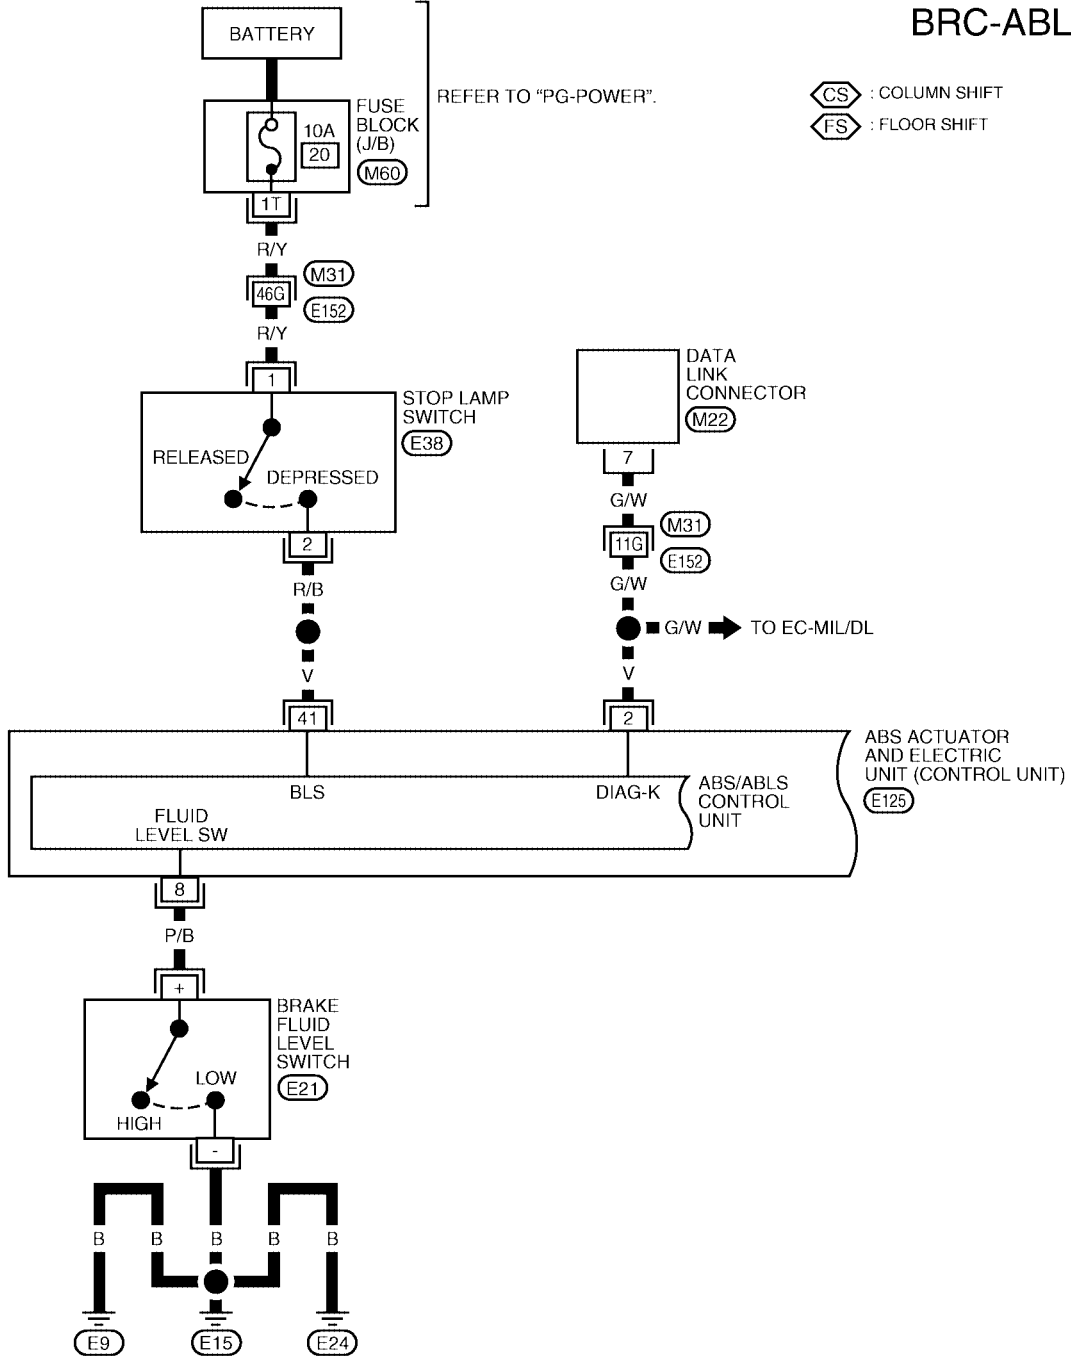 BRC-ABL
BATTERY
REFER TO “PG-POWER”.
CS : COLUMN SHIFT
FS : FLOOR SHIFT
FUSE
BLOCK
(J/B)
M60
10A
20
1T
R/Y
M31
46G
E152
R/Y
1
STOP LAMP
SWITCH
E38
RELEASED
DEPRESSED
2
R/B
V
41
DATA
LINK
CONNECTOR
M22
7
G/W
M31
11G
E152
G/W
G/W TO EC-MIL/DL
V
2
ABS ACTUATOR
AND ELECTRIC
UNIT (CONTROL UNIT)
E125
BLS
DIAG-K
ABS/ABLS
CONTROL
UNIT
FLUID
LEVEL SW
8
P/B
+
BRAKE
FLUID
LEVEL
SWITCH
E21
LOW
HIGH
-
B B B B B
E9 E15 E24